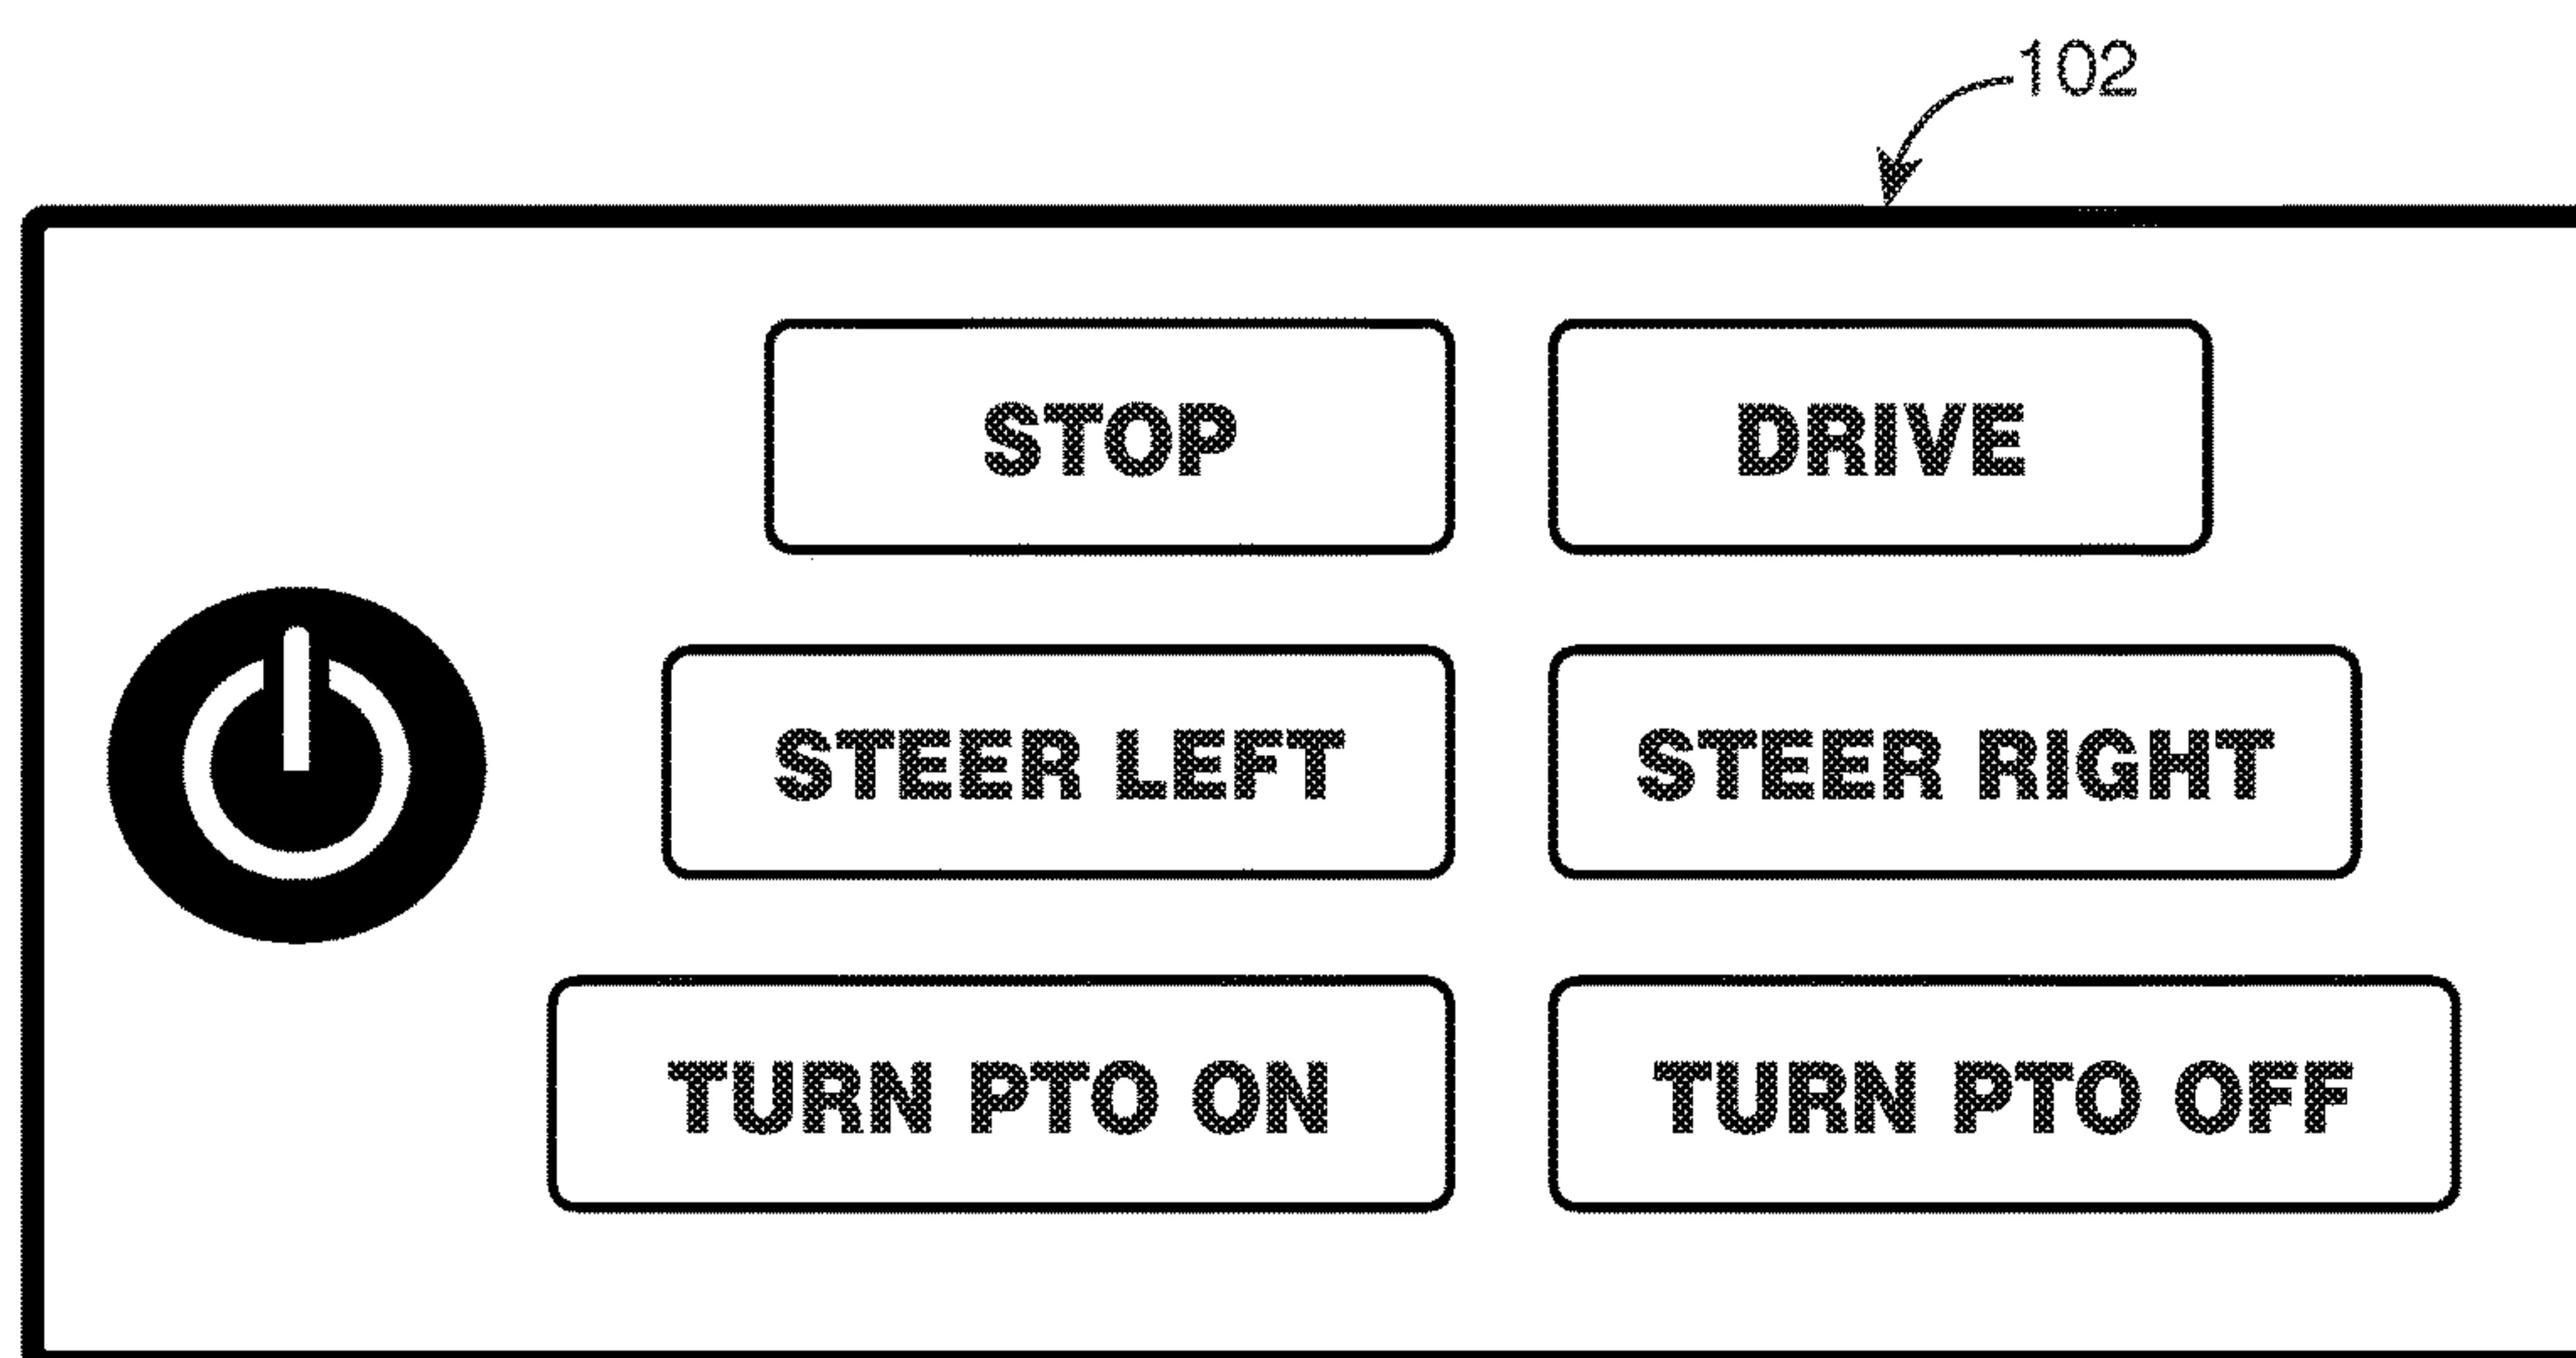 102
STOP DRIVE
STEER LEFT STEER RIGHT
TURN PTO ON TURN PTO OFF